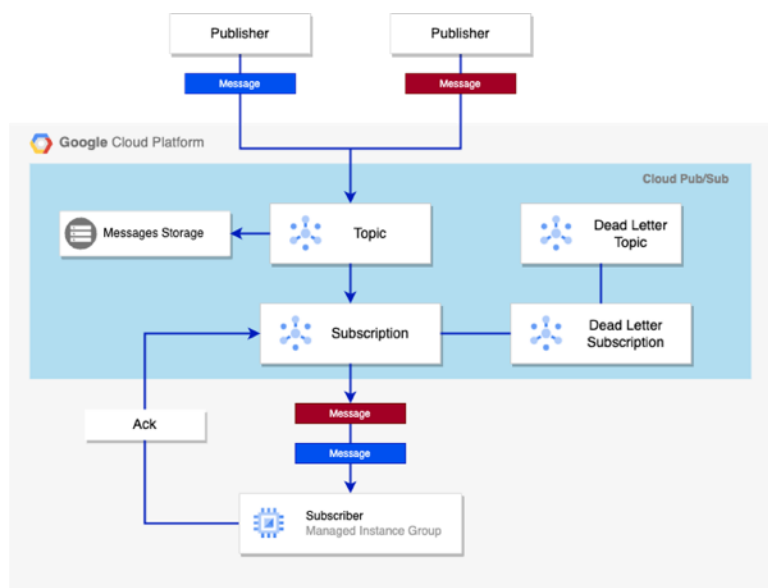 Publisher
Publisher
Message
Message
Google Cloud Platform
Cloud Pub/Sub
Messages Storage
Topic
Dead Letter
Topic
Subscription
Dead Letter
Subscription
Message
Ack
Message
Subscriber
Managed Instance Group